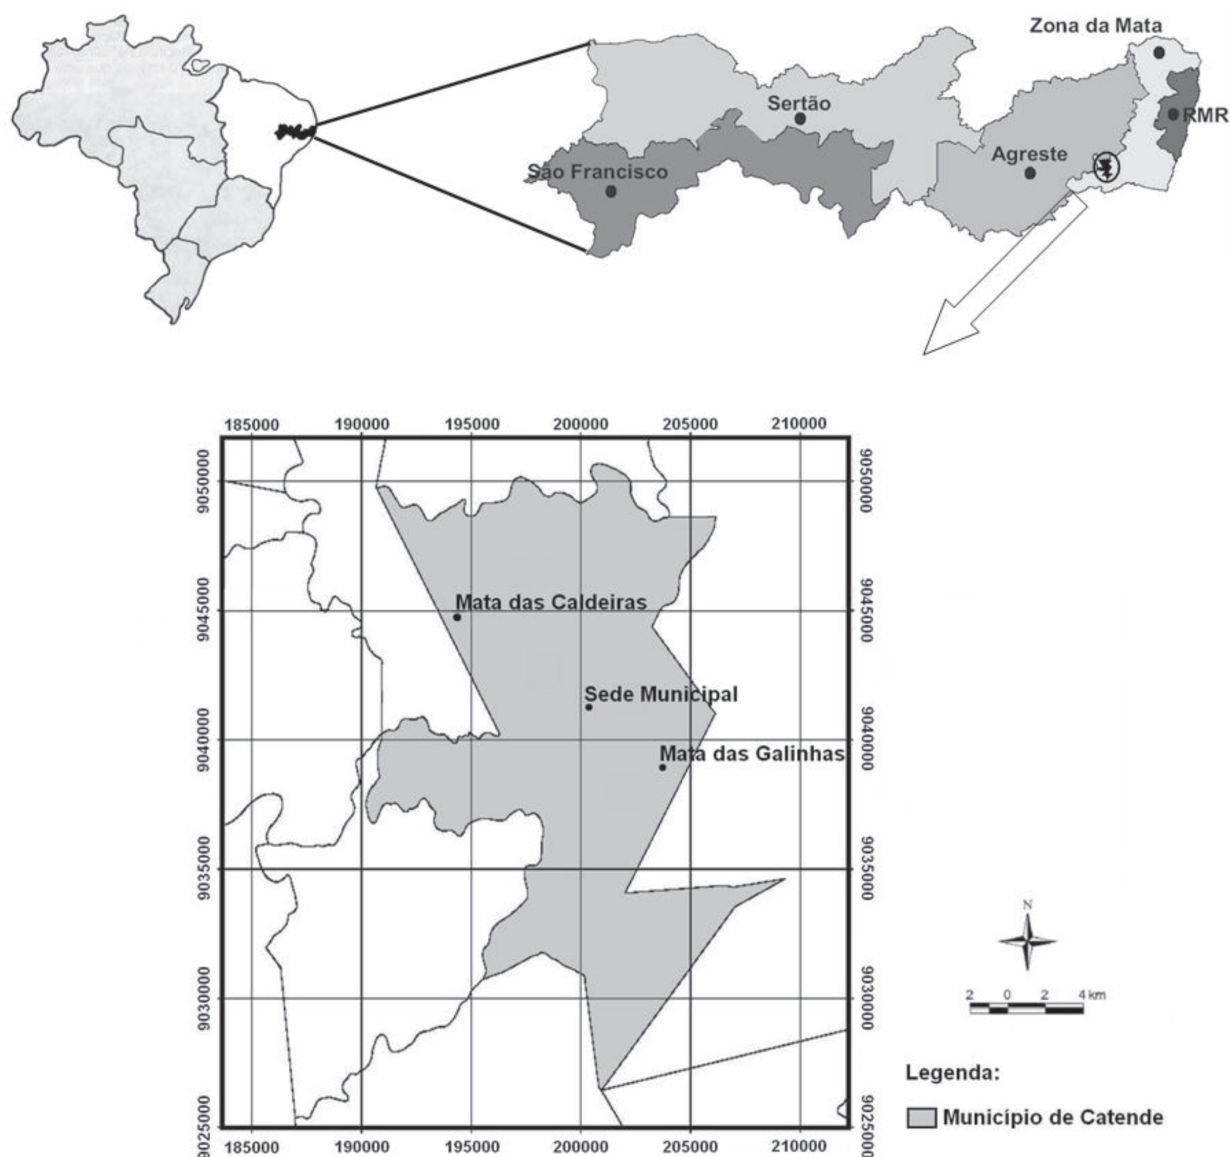 Zona da Mata
Sertão
RMR
Agreste
São Francisco
185000 190000 195000 200000 205000 210000
9050000 9050000
Mata das Caldeiras
9045000 9045000
Sede Municipal
9040000 9040000
Mata das Galinhas
9035000 9035000
N
2 0 2 4 km
9030000 9030000
Legenda:
Município de Catende
9025000 9025000
185000 190000 195000 200000 205000 210000